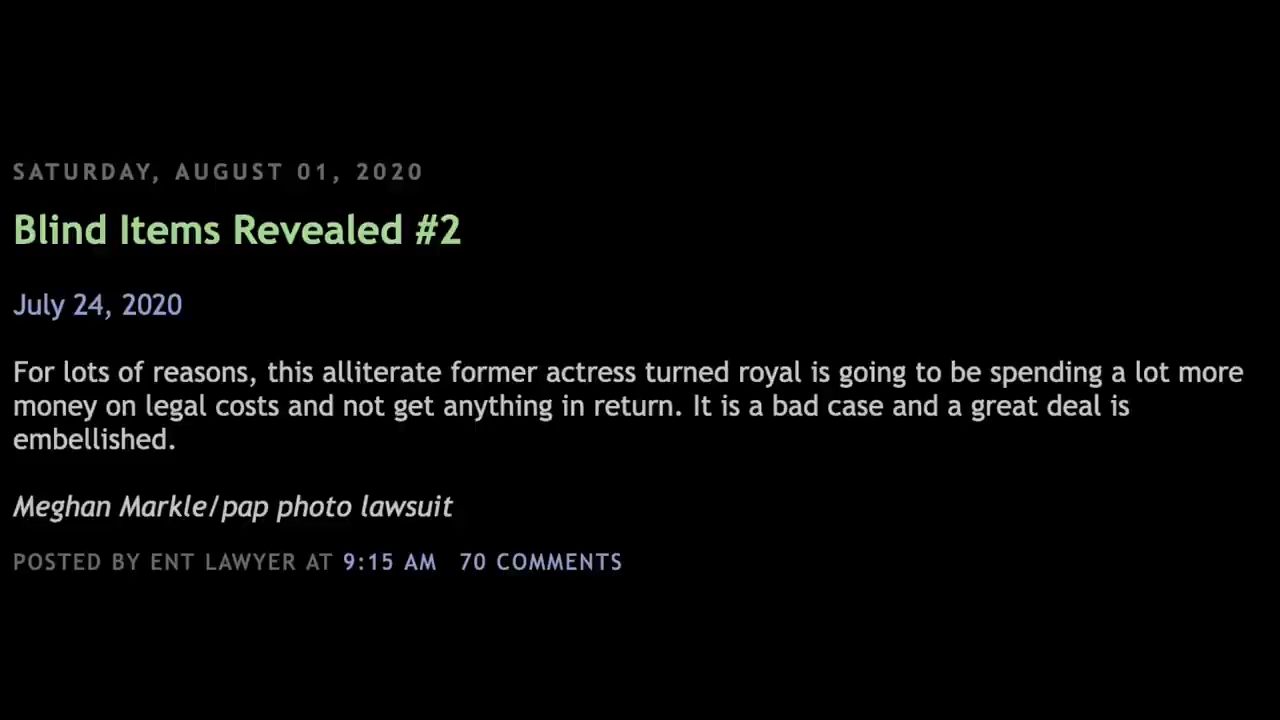 SATURDAY, AUGUST 01, 2020
Blind Items Revealed #2
July 24, 2020
For lots of reasons, this alliterate former actress turned royal is going to be spending a lot more
money on legal costs and not get anything in return. It is a bad case and a great deal is
embellished.
Meghan Markle/pap photo lawsuit
POSTED BY ENT LAWYER AT 9:15 AM 70 COMMENTS